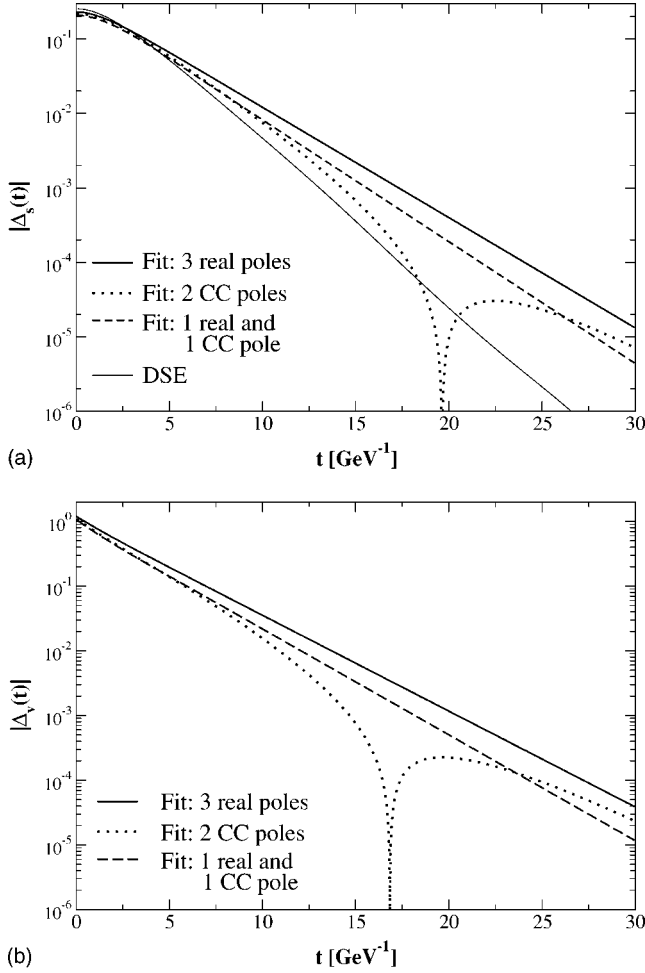 10^-1
10^-2
10^-3
10^-4
10^-5
10^-6
|Δ_s(t)|
Fit: 3 real poles
Fit: 2 CC poles
Fit: 1 real and
1 CC pole
DSE
0 5 10 15 20 25 30
t [GeV^-1]
(a)
10^0
10^-1
10^-2
10^-3
10^-4
10^-5
10^-6
|Δ_v(t)|
Fit: 3 real poles
Fit: 2 CC poles
Fit: 1 real and
1 CC pole
0 5 10 15 20 25 30
t [GeV^-1]
(b)